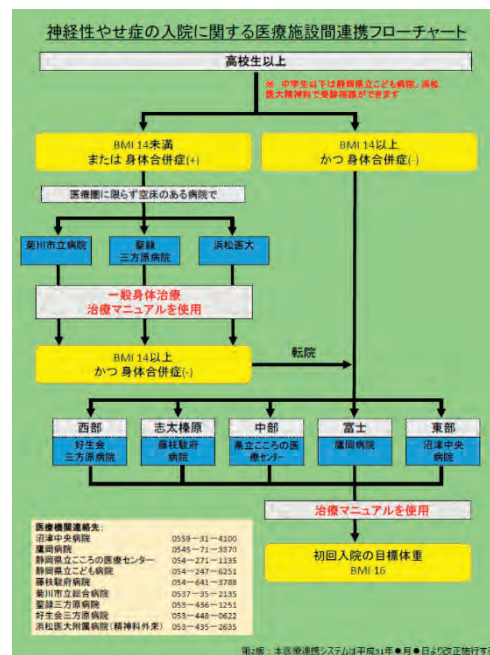 神経性やせ症の入院に関する医療施設間連携フローチャート
高校生以上
※ 中学生以下は静岡県立こども病院、浜松
医大精神科で受診相談ができます
BMI 14未満
または 身体合併症(+)
BMI 14以上
かつ 身体合併症(-)
医療圏に限らず空床のある病院で
菊川市立病院
聖隷
三方原病院
浜松医大
一般身体治療
治療マニュアルを使用
BMI 14以上
かつ 身体合併症(-)
転院
西部
好生会
三方原病院
志太榛原
藤枝駿府
病院
中部
県立こころの医
療センター
富士
鷹岡病院
東部
沼津中央
病院
治療マニュアルを使用
初回入院の目標体重
BMI 16
医療機関連絡先:
沼津中央病院 0559-31-4100
鷹岡病院 0545-71-3370
静岡県立こころの医療センター 054-271-1135
静岡県立こども病院 054-247-6251
藤枝駿府病院 054-641-3788
菊川市立総合病院 0537-35-2135
聖隷三方原病院 053-436-1251
好生会三方原病院 053-448-0622
浜松医大附属病院(精神科外来) 053-435-2635
第2版：本医療連携システムは平成31年●月●日より改正施行する